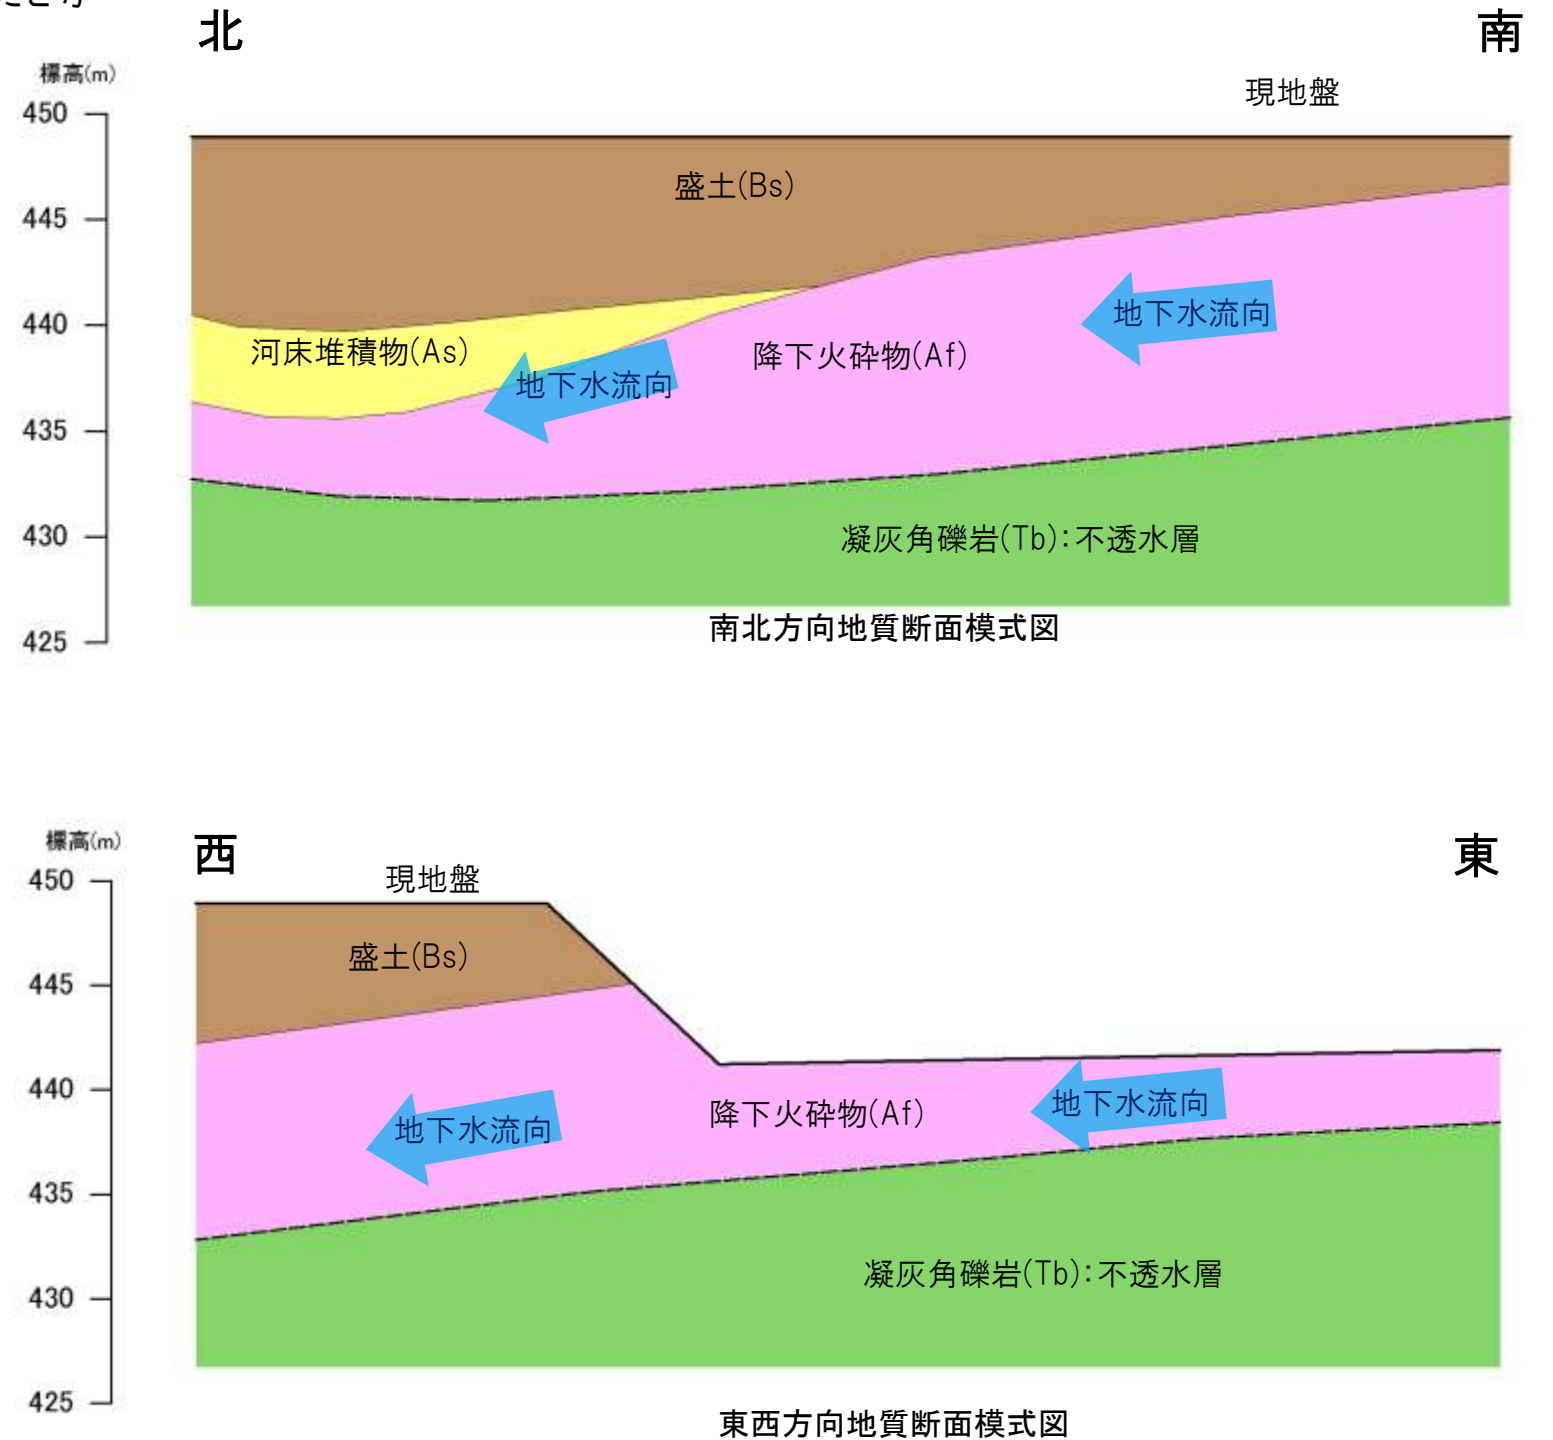 北
南
標高(m)
現地盤
450
盛土(Bs)
445
地下水流向
440
河床堆積物(As)
降下火砕物(Af)
地下水流向
435
430
凝灰角礫岩(Tb):不透水層
425
南北方向地質断面模式図
標高(m)
西
東
450
現地盤
盛土(Bs)
445
440
地下水流向
降下火砕物(Af)
地下水流向
435
430
凝灰角礫岩(Tb):不透水層
425
東西方向地質断面模式図